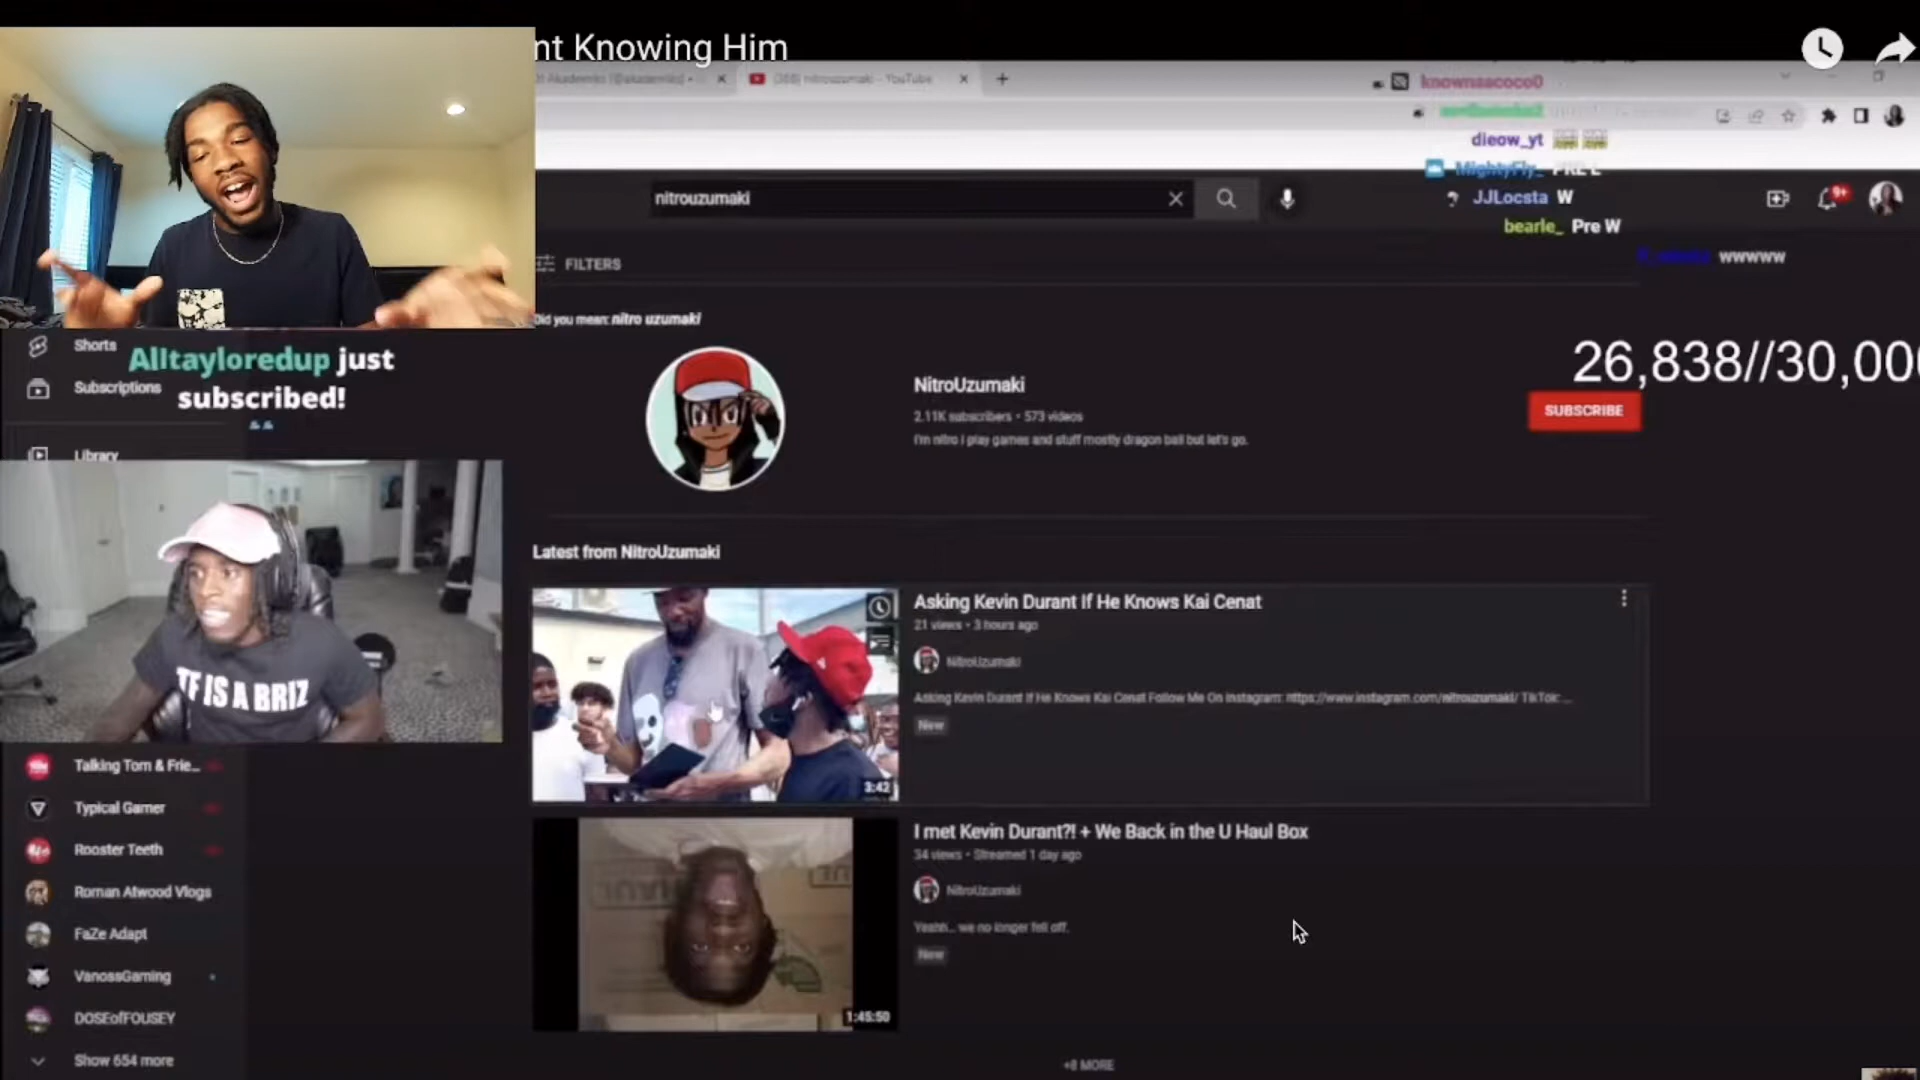 nt Knowing Him
nitrouzumaki - YouTube
knownascoco0
dieow_yt
MightyFly_ PRE L
nitrouzumaki
JJLocsta W
bearle_ Pre W
wwwww
9+
FILTERS
Did you mean: nitro uzumaki
Shorts
Subscriptions
Library
Alltayloredup just
subscribed!
NitroUzumaki
2.11K subscribers • 573 videos
I'm nitro i play games and stuff mostly dragon ball but let's go.
26,838//30,00
SUBSCRIBE
TF IS A BRIZ
Latest from NitroUzumaki
Asking Kevin Durant If He Knows Kai Cenat
21 views • 3 hours ago
NitroUzumaki
Asking Kevin Durant If He Knows Kai Cenat Follow Me On Instagram: https://www.instagram.com/nitrouzumaki/ TikTok: ...
New
3:42
I met Kevin Durant?! + We Back in the U Haul Box
34 views • Streamed 1 day ago
NitroUzumaki
Yeahh... we no longer fell off.
New
1:45:50
+8 MORE
Talking Tom & Frie...
Typical Gamer
Rooster Teeth
Roman Atwood Vlogs
FaZe Adapt
VanossGaming
DOSEofFOUSEY
Show 654 more